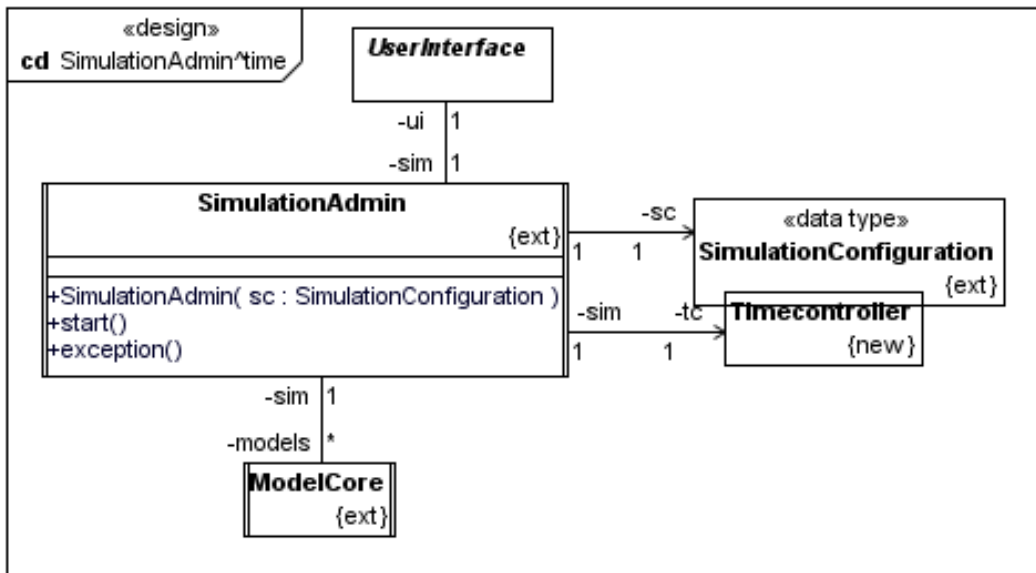 «design»
cd SimulationAdmin^time
UserInterface
-ui 1
-sim 1
SimulationAdmin
{ext}
+SimulationAdmin( sc : SimulationConfiguration )
+start()
+exception()
-sc
1 1
«data type»
SimulationConfiguration
{ext}
-sim -tc
1 1
Timecontroller
{new}
-sim 1
-models *
ModelCore
{ext}